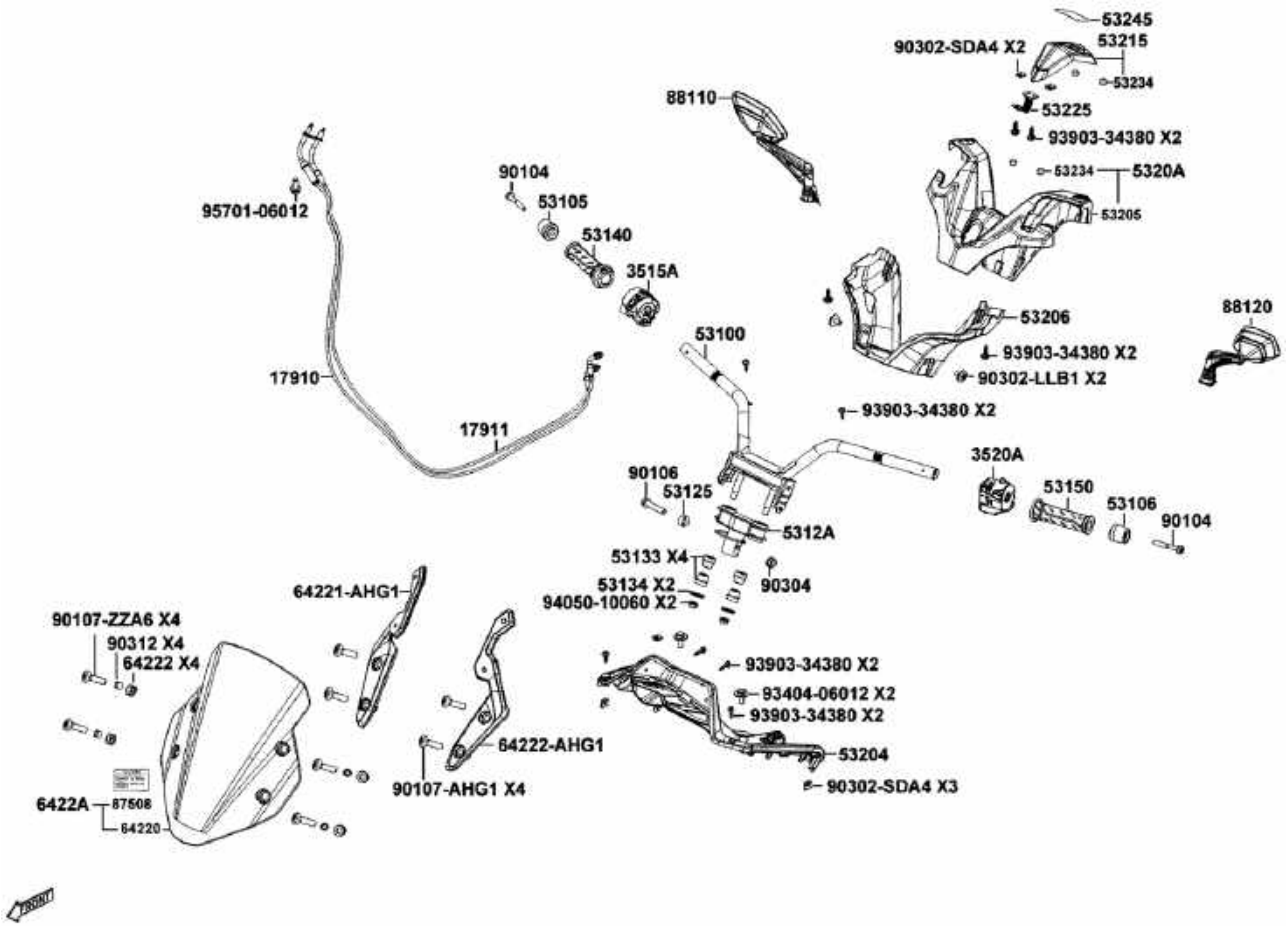 53245
90302-SDA4 X2
53215
53234
88110
53225
93903-34380 X2
90104
53234
5320A
95701-06012
53105
53205
53140
3515A
53206
88120
53100
93903-34380 X2
17910
90302-LLB1 X2
93903-34380 X2
17911
3520A
90106
53125
53150
53106
5312A
90104
53133 X4
53134 X2
90304
94050-10060 X2
64221-AHG1
90107-ZZA6 X4
90312 X4
64222 X4
93903-34380 X2
93404-06012 X2
93903-34380 X2
64222-AHG1
53204
90107-AHG1 X4
90302-SDA4 X3
6422A
87508
64220
FRONT